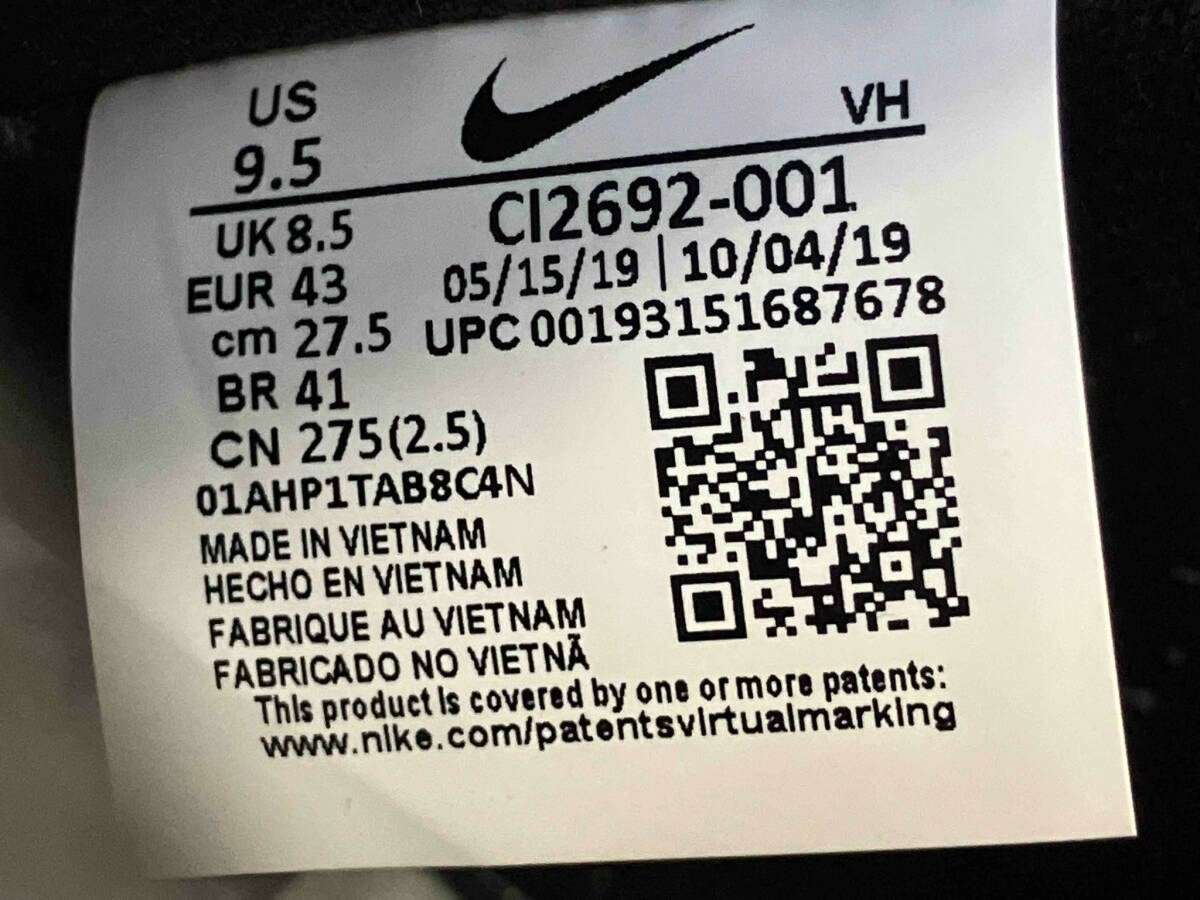 US
9.5
VH
UK 8.5
EUR 43
cm 27.5
BR 41
CN 275(2.5)
CI2692-001
05/15/19 | 10/04/19
UPC 00193151687678
01AHP1TAB8C4N
MADE IN VIETNAM
HECHO EN VIETNAM
FABRIQUE AU VIETNAM
FABRICADO NO VIETNÃ
This product is covered by one or more patents:
www.nike.com/patentsvirtualmarking